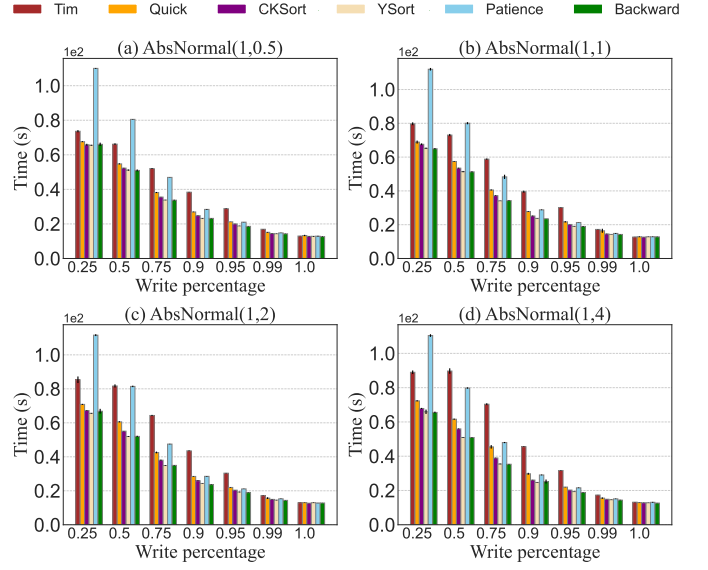 Tim Quick CKSort YSort Patience Backward
(a) AbsNormal(1,0.5)
1e2
1.0
0.8
0.6
0.4
0.2
0.0
Time (s)
0.25 0.5 0.75 0.9 0.95 0.99 1.0
Write percentage
(b) AbsNormal(1,1)
1e2
1.0
0.8
0.6
0.4
0.2
0.0
Time (s)
0.25 0.5 0.75 0.9 0.95 0.99 1.0
Write percentage
(c) AbsNormal(1,2)
1e2
1.0
0.8
0.6
0.4
0.2
0.0
Time (s)
0.25 0.5 0.75 0.9 0.95 0.99 1.0
Write percentage
(d) AbsNormal(1,4)
1e2
1.0
0.8
0.6
0.4
0.2
0.0
Time (s)
0.25 0.5 0.75 0.9 0.95 0.99 1.0
Write percentage